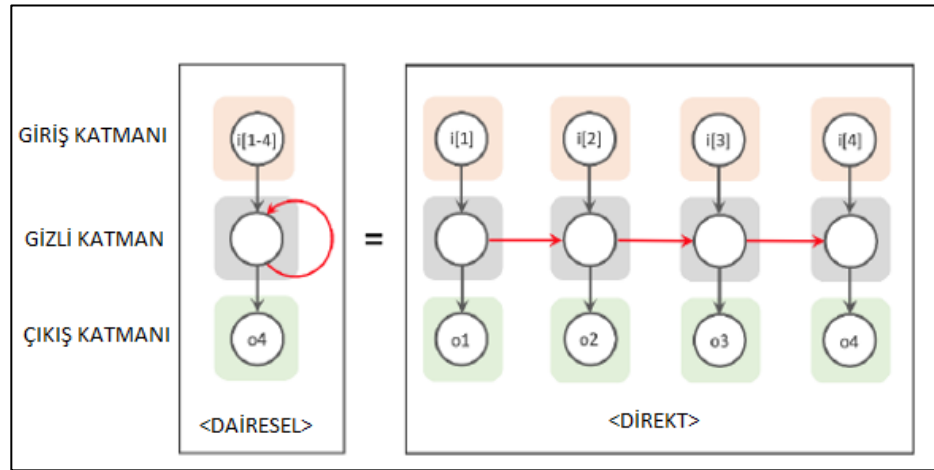 GİRİŞ KATMANI
i[1-4]
i[1]
i[2]
i[3]
i[4]
GİZLİ KATMAN
=
ÇIKIŞ KATMANI
o4
o1
o2
o3
o4
<DAİRESEL>
<DİREKT>